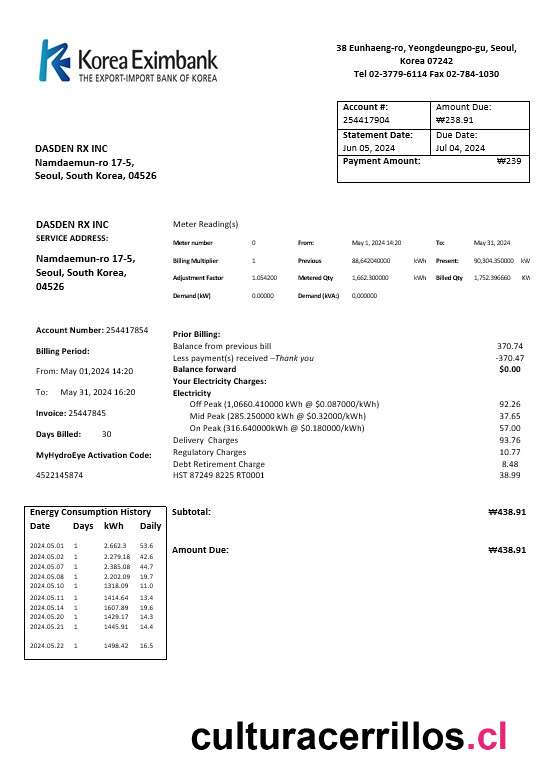 Korea Eximbank
THE EXPORT-IMPORT BANK OF KOREA
38 Eunhaeng-ro, Yeongdeungpo-gu, Seoul,
Korea 07242
Tel 02-3779-6114 Fax 02-784-1030
Account #: Amount Due:
254417904 ₩238.91
Statement Date: Due Date:
Jun 05, 2024 Jul 04, 2024
Payment Amount: ₩239
DASDEN RX INC
Namdaemun-ro 17-5,
Seoul, South Korea, 04526
DASDEN RX INC
SERVICE ADDRESS:
Namdaemun-ro 17-5,
Seoul, South Korea,
04526
Meter Reading(s)
Meter number 0 From: May 1, 2024 14:20 To: May 31, 2024
Billing Multiplier 1 Previous 88,642040000 kWh Present: 90,304.350000 kW
Adjustment Factor 1.054200 Metered Qty 1,662.300000 kWh Billed Qty 1,752.396660 kW
Demand (kW) 0.00000 Demand (kVA:) 0,000000
Account Number: 254417854
Billing Period:
From: May 01,2024 14:20
To: May 31, 2024 16:20
Invoice: 25447845
Days Billed: 30
MyHydroEye Activation Code:
4522145874
Prior Billing:
Balance from previous bill 370.74
Less payment(s) received –Thank you -370.47
Balance forward $0.00
Your Electricity Charges:
Electricity
Off Peak (1,0660.410000 kWh @ $0.087000/kWh) 92.26
Mid Peak (285.250000 kWh @ $0.32000/kWh) 37.65
On Peak (316.640000kWh @ $0.180000/kWh) 57.00
Delivery Charges 93.76
Regulatory Charges 10.77
Debt Retirement Charge 8.48
HST 87249 8225 RT0001 38.99
Energy Consumption History
Date Days kWh Daily
2024.05.01 1 2.662.3 53.6
2024.05.02 1 2.279.18 42.6
2024.05.07 1 2.385.08 44.7
2024.05.08 1 2.202.09 19.7
2024.05.10 1 1318.09 11.0
2024.05.11 1 1414.64 13.4
2024.05.14 1 1607.89 19.6
2024.05.20 1 1429.17 14.3
2024.05.21 1 1445.91 14.4
2024.05.22 1 1498.42 16.5
Subtotal: ₩438.91
Amount Due: ₩438.91
culturacerrillos.cl